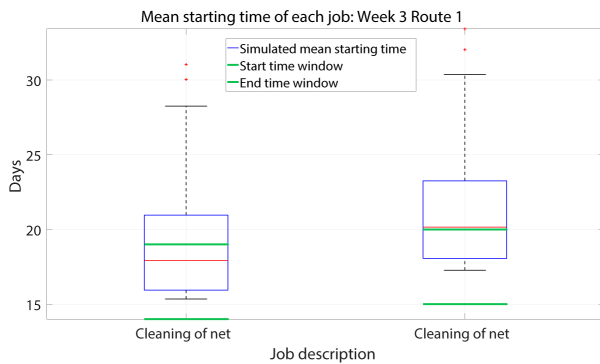 Mean starting time of each job: Week 3 Route 1
Simulated mean starting time
Start time window
End time window
30
25
20
15
Days
Cleaning of net
Cleaning of net
Job description